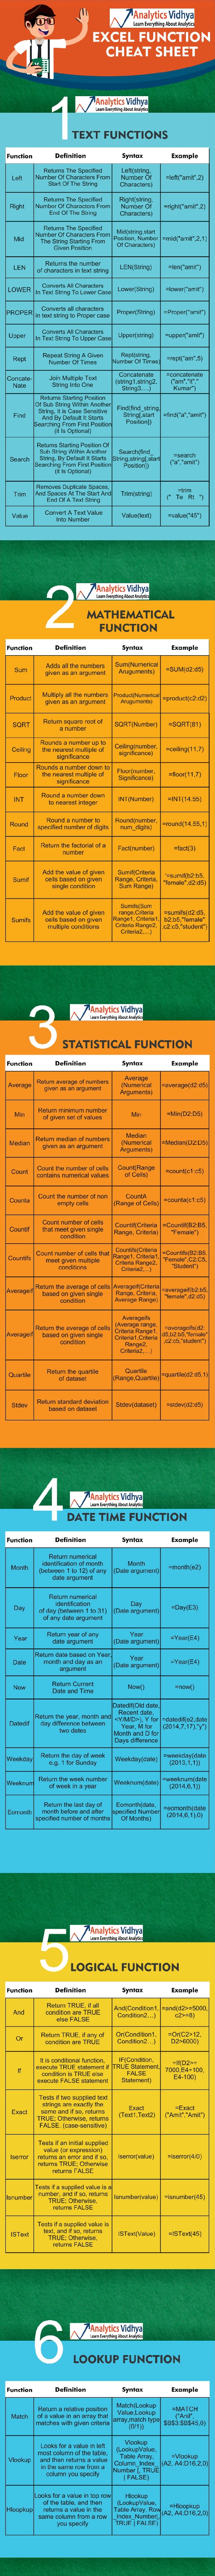 Analytics Vidhya
Learn Everything About Analytics
EXCEL FUNCTION
CHEAT SHEET
Analytics Vidhya
Learn Everything About Analytics
1
TEXT FUNCTIONS
Function Definition Syntax Example
Left
Returns The Specified
Number Of Characters From
Start Of The String
Left(string,
Number Of
Characters)
=left("amit",2)
Right
Returns The Specified
Number Of Characters From
End Of The String
Right(string,
Number Of
Characters)
=right("amit",2)
Mid
Returns The Specified
Number Of Characters From
The String Starting From
Given Position
Mid(string,start
Position, Number
Of Characters)
=mid("amit",2,1)
LEN
Returns the number
of characters in text string
LEN(String)
=len("amit")
LOWER
Converts All Characters
In Text String To Lower Case
Lower(String)
=lower("amit")
PROPER
Converts all characters
in text string to Proper case
Proper(String)
=Proper("amit")
Upper
Converts All Characters
In Text String To Upper Case
Upper(string)
=upper("amit")
Rept
Repeat String A Given
Number Of Times
Rept(string,
Number Of Times)
=rept("am",5)
Concate-
Nate
Join Multiplo Text
String Into One
Concatenate
(string1,string2,
String3,...)
=concatenate
("am","it","
Kumar")
Find
Returns Starting Position
Of Sub String Within Another
String, It is Case Sensitive
And By Default It Starts
Searching From First Position
(it Is Optional)
Find(find_string,
String[,start
Position])
=find("a","amit")
Search
Returns Starting Position Of
Sub String Within Another
String, By Default It Starts
Searching From First Position
(it Is Optional)
Search(find_
String,string[,start
Position])
=search
("a","amit")
Trim
Removes Duplicate Spaces,
And Spaces At The Start And
End Of A Text String
Trim(string)
=trim
(" Te Rt ")
Value
Convert A Text Value
Into Number
Value(text)
=value("45")
Analytics Vidhya
Learn Everything About Analytics
2
MATHEMATICAL
FUNCTION
Function Definition Syntax Example
Sum
Adds all the numbers
given as an argument
Sum(Numerical
Aruguments)
=SUM(d2:d5)
Product
Multiply all the numbers
given as an argument
Product(Numerical
Aruguments)
=product(c2:d2)
SQRT
Return square root of
a number
SQRT(Number)
=SQRT(81)
Ceiling
Rounds a number up to
the nearest multiple of
significance
Ceiling(number,
significance)
=ceiling(11,7)
Floor
Rounds a number down to
the nearest multiple of
significance
Floor(number,
Significance)
=floor(11,7)
INT
Round a number down
to nearest integer
INT(Number)
=INT(14.55)
Round
Round a number to
specified number of digits
Round(number,
num_digits)
=round(14.55,1)
Fact
Return the factorial of a
number
Fact(number)
=fact(3)
Sumif
Add the value of given
cells based on given
single condition
Sumif(Criteria
Range, Criteria,
Sum Range)
'=sumif(b2:b5,
"female",d2:d5)
Sumifs
Add the value of given
cells based on given
multiple conditions
Sumifs(Sum
range,Criteria
Range1, Criteria1,
Criteria Range2,
Criteria2,...)
=sumifs(d2:d5,
b2:b5,"female"
,c2:c5,"student")
Analytics Vidhya
Learn Everything About Analytics
3
STATISTICAL FUNCTION
Function Definition Syntax Example
Average
Return average of numbers
given as an argument
Average
(Numerical
Arguments)
=average(d2:d5)
Min
Return minimum number
of given set of values
Min
=Min(D2:D5)
Median
Return median of numbers
given as an argument
Median
(Numerical
Arguments)
=Median(D2:D5)
Count
Count the number of cells
contains numerical values
Count(Range
of Cells)
=count(c1:c5)
Counta
Count the number of non
empty cells
CountA
(Range of Cells)
=counta(c1:c5)
Countif
Count number of cells
that meet given single
condition
Countif(Criteria
Range, Criteria)
=Countif(B2:B5,
"Female")
Countifs
Count number of cells that
meet given multiple
conditions
Countifs(Criteria
Range1, Criteria1,
Criteria Range2,
Criteria2,...)
=Countifs(B2:B5,
"Female",C2:C5,
"Student")
Averageif
Return the average of cells
based on given single
condition
Averageif(Criteria
Range, Criteria,
Average Range)
=averageif(b2:b5,
"female",d2:d5)
Averageif
Return the average of cells
based on given single
condition
Averageifs
(Average range,
Criteria Range1,
Criteria1,Criteria
Range2,
Criteria2,...)
=averageifs(d2:
d5,b2:b5,"female"
,c2:c5,"student")
Quartile
Return the quartile
of dataset
Quartile
(Range,Quartile)
=quartile(d2:d5,1)
Stdev
Return standard deviation
based on dataset
Stdev(dataset)
=stdev(d2:d5)
Analytics Vidhya
Learn Everything About Analytics
4
DATE TIME FUNCTION
Function Definition Syntax Example
Month
Return numerical
identification of month
(between 1 to 12) of any
date argument
Month
(Date argument)
=month(e2)
Day
Return numerical
identification
of day (between 1 to 31)
of any date argument
Day
(Date argument)
=Day(E3)
Year
Return year of any
date argument
Year
(Date argument)
=Year(E4)
Date
Return date based on Year,
month and day as an
argument
Year
(Date argument)
=Year(E4)
Now
Return Current
Date and Time
Now()
=now()
Datedif
Return the year, month and
day difference between
two dates
Datedif(Old date,
Recent date,
<Y/M/D>), Y for
Year, M for
Month and D for
Days difference
=datedif(e2,date
(2014,7,17),"y")
Weekday
Return the day of week
e.g. 1 for Sunday
Weekday(date)
=weekday(date
(2013,1,1))
Weeknum
Return the week number
of week in a year
Weeknum(date)
=weeknum(date
(2014,6,1))
Eomonth
Return the last day of
month before and after
specified number of months
Eomonth(date,
specified Number
Of Months)
=eomonth(date
(2014,6,1),0)
Analytics Vidhya
Learn Everything About Analytics
5
LOGICAL FUNCTION
Function Definition Syntax Example
And
Return TRUE, if all
condition are TRUE
else FALSE
And(Condition1,
Condition2...)
=and(d2>=5000,
c2>=8)
Or
Return TRUE, if any of
condition are TRUE
Or(Condition1,
Condition2...)
=Or(C2>12,
D2>6000)
If
It is conditional function,
execute TRUE statement if
condition is TRUE else
execute FALSE statement
IF(Condition,
TRUE Statement,
FALSE
Statement)
=If(D2>=
7000,E4+100,
E4-100)
Exact
Tests if two supplied text
strings are exactly the
same and if so, returns
TRUE; Otherwise, returns
FALSE. (case-sensitive)
Exact
(Text1,Text2)
=Exact
("Amit","Amit")
Iserror
Tests if an initial supplied
value (or expression)
returns an error and if so,
returns TRUE; Otherwise
returns FALSE
iserror(value)
=iserror(4/0)
Isnumber
Tests if a supplied value is a
number, and if so, returns
TRUE; Otherwise,
returns FALSE
Isnumber(value)
=isnumber(45)
ISText
Tests if a supplied value is
text, and if so, returns
TRUE; Otherwise,
returns FALSE
ISText(Value)
=ISText(45)
Analytics Vidhya
Learn Everything About Analytics
6
LOOKUP FUNCTION
Function Definition Syntax Example
Match
Return a relative position
of a value in an array that
matches with given criteria
Match(Lookup
Value,Lookup
array,match type
(0/1))
=MATCH
("Anil",
$B$3:$B$45,0)
Vlookup
Looks for a value in left
most column of the table,
and then returns a value
in the same row from a
column you specify
Vlookup
(LookupValue,
Table Array,
Column_Index_
Number [, TRUE
| FALSE)
=Vlookup
(A2, A4:D16,2,0)
Hloopkup
Looks for a value in top row
of the table, and then
returns a value in the
same column from a row
you specify
Hlookup
(LookupValue,
Table Array, Row
_Index_Number[,
TRUE | FALSE)
=Hlookup
(A2, A4:D16,2,0)